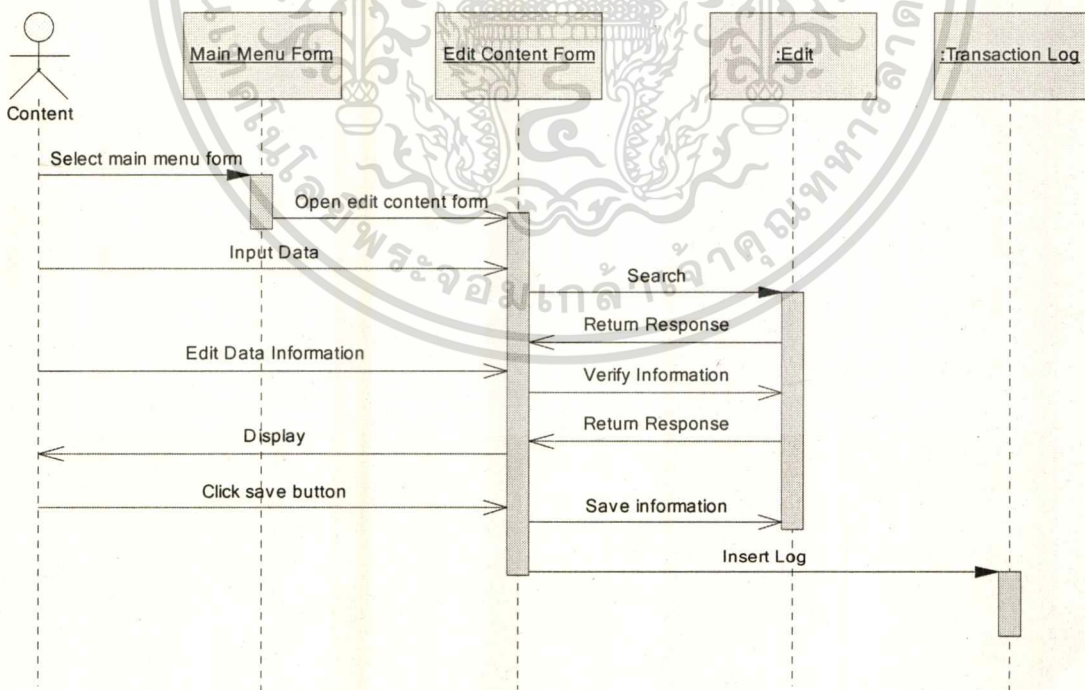 Main Menu Form
Edit Content Form
:Edit
:Transaction Log
Content
Select main menu form
Open edit content form
Input Data
Search
Return Response
Edit Data Information
Verify Information
Return Response
Display
Click save button
Save information
Insert Log